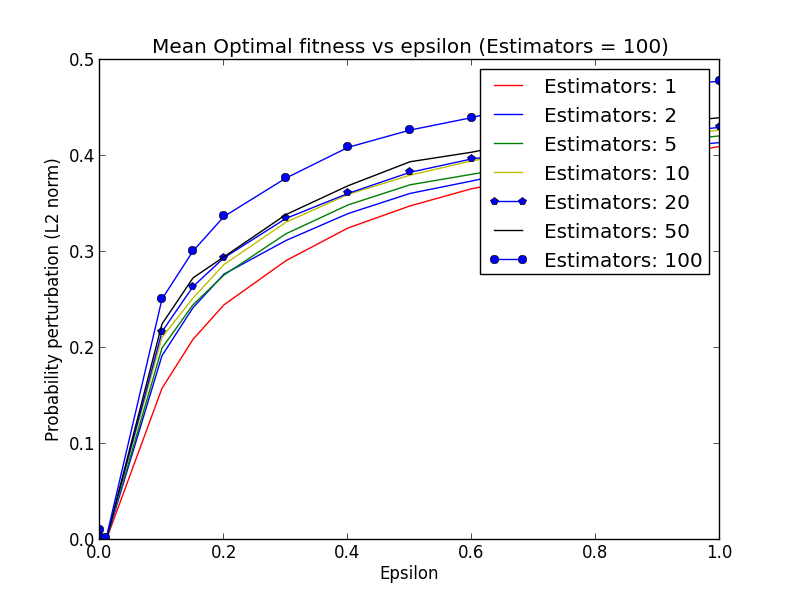 Mean Optimal fitness vs epsilon (Estimators = 100)
Probability perturbation (L2 norm)
0.5
0.4
0.3
0.2
0.1
0.0
Estimators: 1
Estimators: 2
Estimators: 5
Estimators: 10
Estimators: 20
Estimators: 50
Estimators: 100
0.0 0.2 0.4 0.6 0.8 1.0
Epsilon